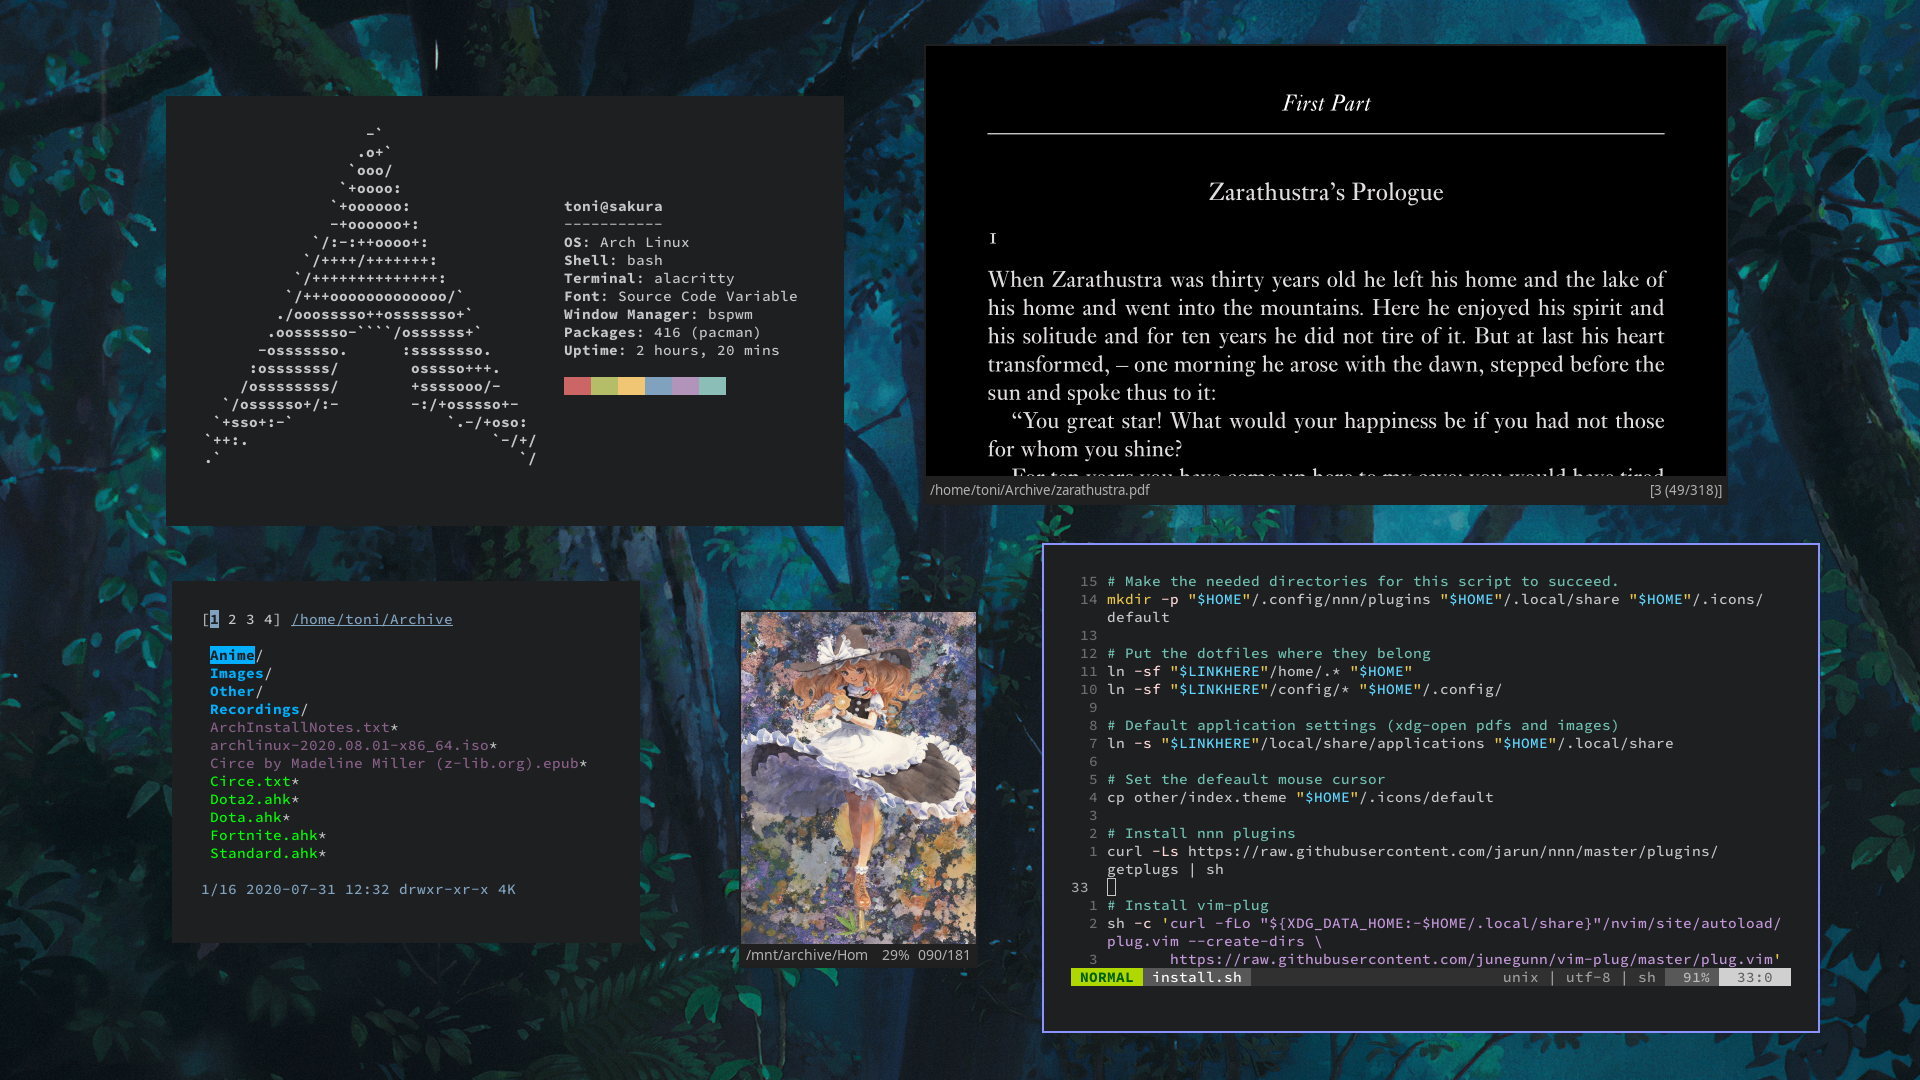 -`
.o+`
`ooo/
`+oooo:
`+oooooo:
-+oooooo+:
`/:-:++oooo+:
`/++++/+++++++:
`/++++++++++++++:
`/+++ooooooooooooo/`
./ooosssso++osssssso+`
.oossssso-````/ossssss+`
-osssssso.      :ssssssso.
:osssssss/        osssso+++.
/ossssssss/        +ssssooo/-
`/ossssso+/:-        -:/+osssso+-
`+sso+:-`                 `.-/+oso:
`++:.                           `-/+/
.`                                 `/
toni@sakura
-----------
OS: Arch Linux
Shell: bash
Terminal: alacritty
Font: Source Code Variable
Window Manager: bspwm
Packages: 416 (pacman)
Uptime: 2 hours, 20 mins
First Part
Zarathustra’s Prologue
1
When Zarathustra was thirty years old he left his home and the lake of
his home and went into the mountains. Here he enjoyed his spirit and
his solitude and for ten years he did not tire of it. But at last his heart
transformed, – one morning he arose with the dawn, stepped before the
sun and spoke thus to it:
“You great star! What would your happiness be if you had not those
for whom you shine?
For ten years you have come up here to my cave: you would have tired
/home/toni/Archive/zarathustra.pdf [3 (49/318)]
[1 2 3 4] /home/toni/Archive
Anime/
Images/
Other/
Recordings/
ArchInstallNotes.txt*
archlinux-2020.08.01-x86_64.iso*
Circe by Madeline Miller (z-lib.org).epub*
Circe.txt*
Dota2.ahk*
Dota.ahk*
Fortnite.ahk*
Standard.ahk*
1/16 2020-07-31 12:32 drwxr-xr-x 4K
/mnt/archive/Hom 29% 090/181
15 # Make the needed directories for this script to succeed.
14 mkdir -p "$HOME"/.config/nnn/plugins "$HOME"/.local/share "$HOME"/.icons/
default
13
12 # Put the dotfiles where they belong
11 ln -sf "$LINKHERE"/home/.* "$HOME"
10 ln -sf "$LINKHERE"/config/* "$HOME"/.config/
9
8 # Default application settings (xdg-open pdfs and images)
7 ln -s "$LINKHERE"/local/share/applications "$HOME"/.local/share
6
5 # Set the defeault mouse cursor
4 cp other/index.theme "$HOME"/.icons/default
3
2 # Install nnn plugins
1 curl -Ls https://raw.githubusercontent.com/jarun/nnn/master/plugins/
getplugs | sh
33
1 # Install vim-plug
2 sh -c 'curl -fLo "${XDG_DATA_HOME:-$HOME/.local/share}"/nvim/site/autoload/
plug.vim --create-dirs \
3 https://raw.githubusercontent.com/junegunn/vim-plug/master/plug.vim'
NORMAL install.sh unix | utf-8 | sh 91% 33:0